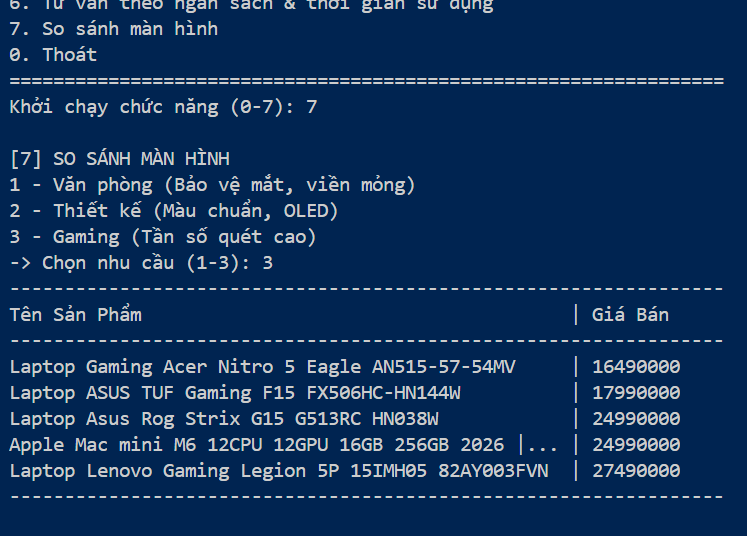 6. Tư vấn theo ngân sách & thời gian sử dụng
7. So sánh màn hình
0. Thoát
=================================================================
Khởi chạy chức năng (0-7): 7
[7] SO SÁNH MÀN HÌNH
1 - Văn phòng (Bảo vệ mắt, viền mỏng)
2 - Thiết kế (Màu chuẩn, OLED)
3 - Gaming (Tần số quét cao)
-> Chọn nhu cầu (1-3): 3
-----------------------------------------------------------------
Tên Sản Phẩm | Giá Bán
-----------------------------------------------------------------
Laptop Gaming Acer Nitro 5 Eagle AN515-57-54MV | 16490000
Laptop ASUS TUF Gaming F15 FX506HC-HN144W | 17990000
Laptop Asus Rog Strix G15 G513RC HN038W | 24990000
Apple Mac mini M6 12CPU 12GPU 16GB 256GB 2026 |... | 24990000
Laptop Lenovo Gaming Legion 5P 15IMH05 82AY003FVN | 27490000
-----------------------------------------------------------------